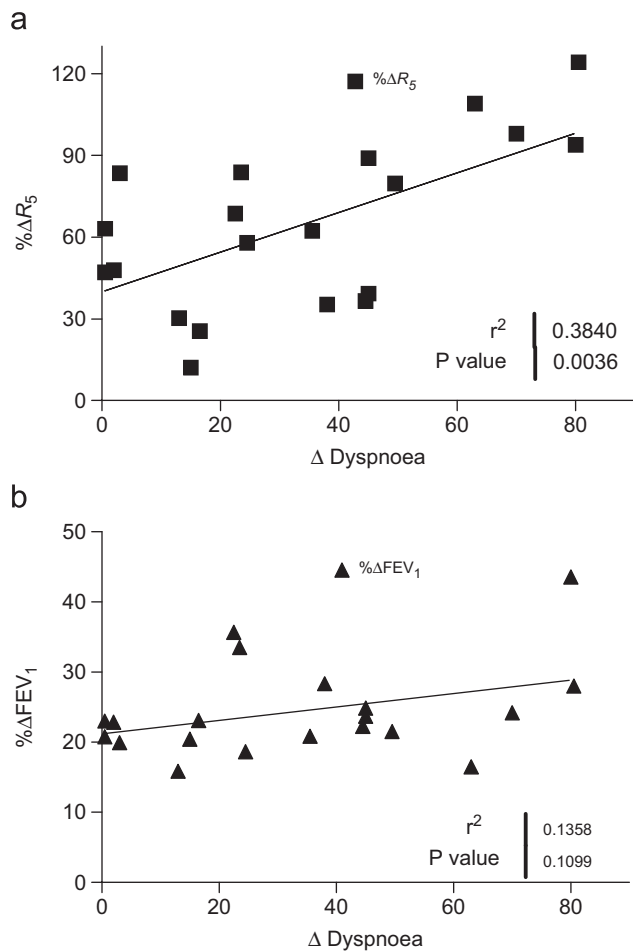 a
120
%ΔR5
90
%ΔR5
60
30
r2 0.3840
P value 0.0036
0
0 20 40 60 80
Δ Dyspnoea
b
50
%ΔFEV1
40
30
%ΔFEV1
20
10
r2 0.1358
P value 0.1099
0
0 20 40 60 80
Δ Dyspnoea